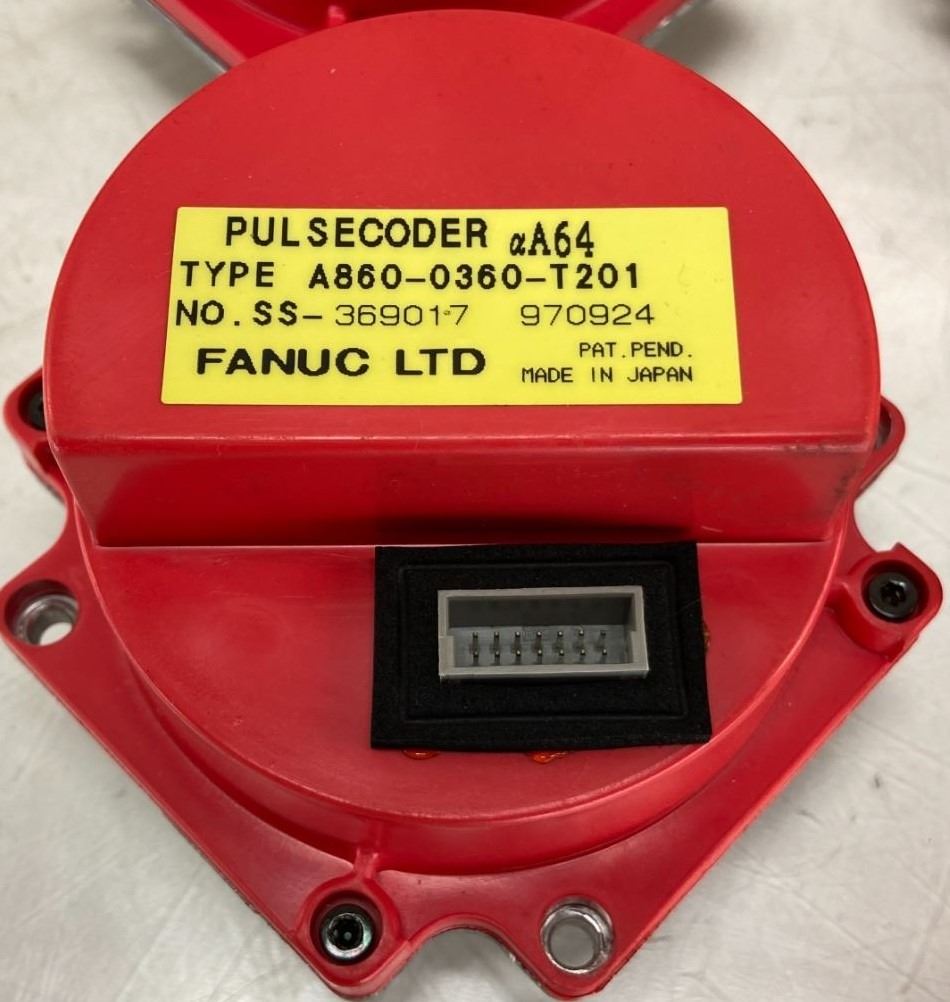 PULSECODER αA64
TYPE A860-0360-T201
NO.SS-369017 970924
FANUC LTD
PAT.PEND.
MADE IN JAPAN